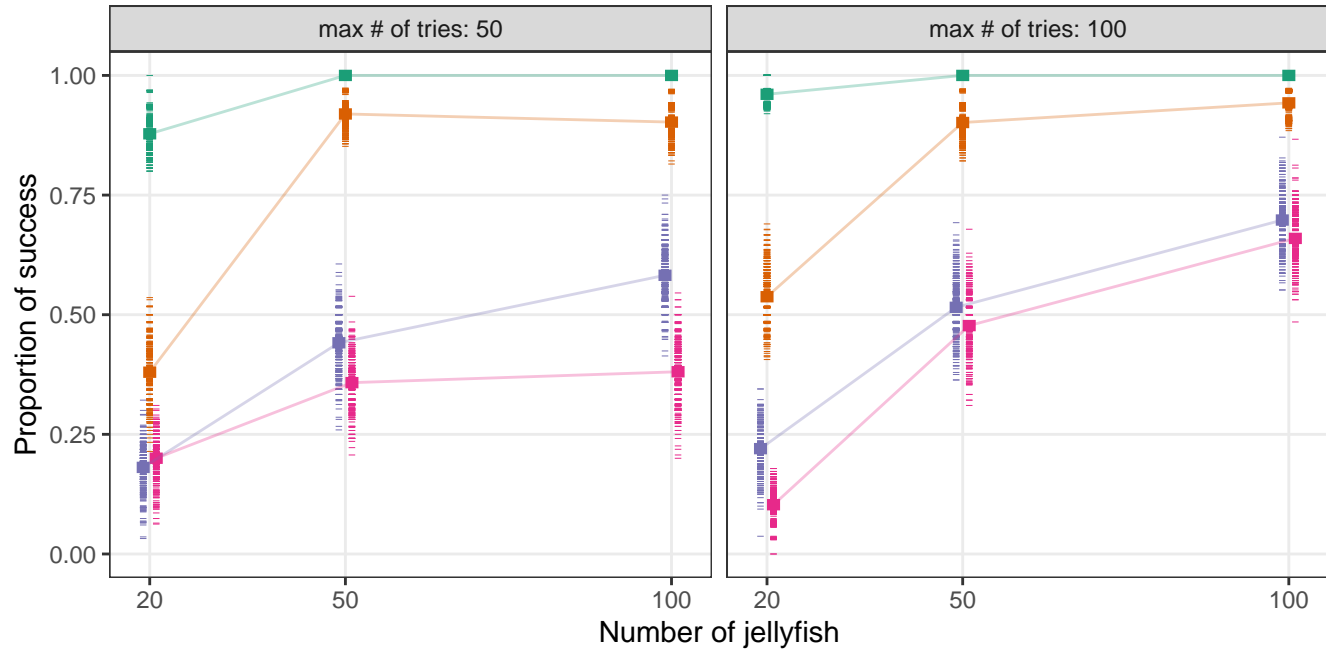 max # of tries: 50
max # of tries: 100
Proportion of success
1.00
0.75
0.50
0.25
0.00
20 50 100
20 50 100
Number of jellyfish